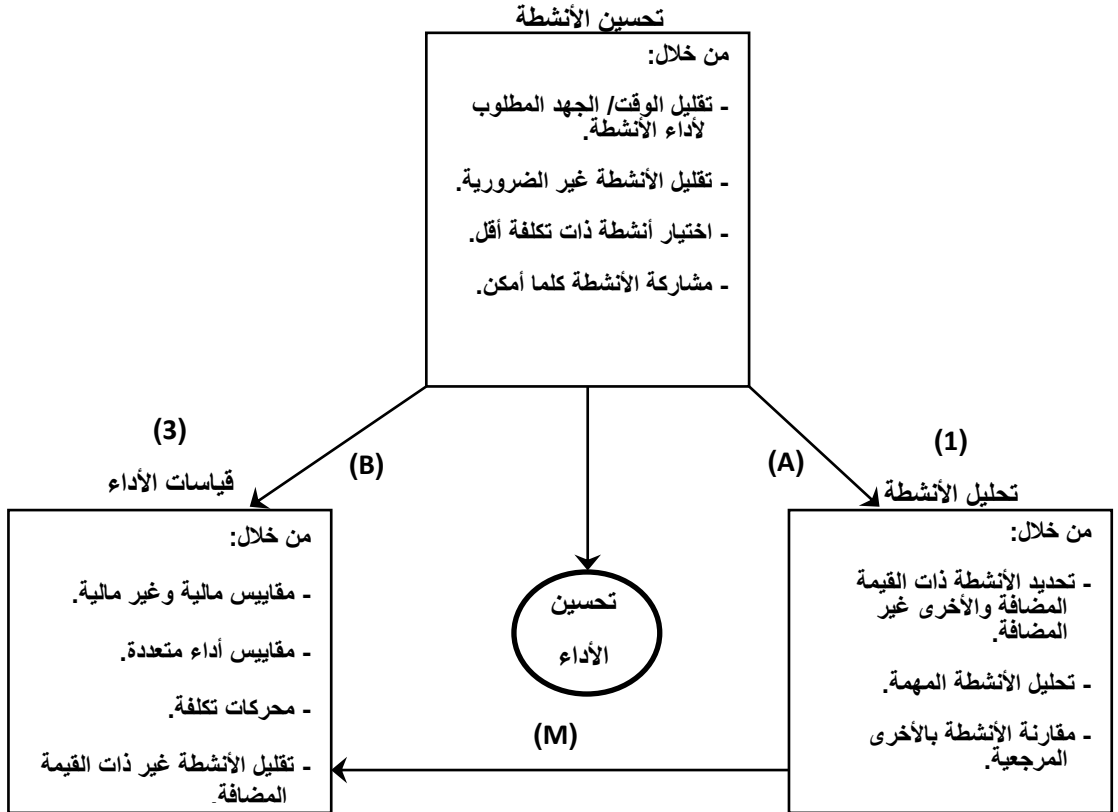 تحسين الأنشطة
من خلال:
- تقليل الوقت/ الجهد المطلوب
لأداء الأنشطة.
- تقليل الأنشطة غير الضرورية.
- اختيار أنشطة ذات تكلفة أقل.
- مشاركة الأنشطة كلما أمكن.
(1)
(A)
تحليل الأنشطة
من خلال:
- تحديد الأنشطة ذات القيمة
المضافة والأخرى غير
المضافة.
- تحليل الأنشطة المهمة.
- مقارنة الأنشطة بالأخرى
المرجعية.
تحسين
الأداء
(M)
(3)
(B)
قياسات الأداء
من خلال:
- مقاييس مالية وغير مالية.
- مقاييس أداء متعددة.
- محركات تكلفة.
- تقليل الأنشطة غير ذات القيمة
المضافة.